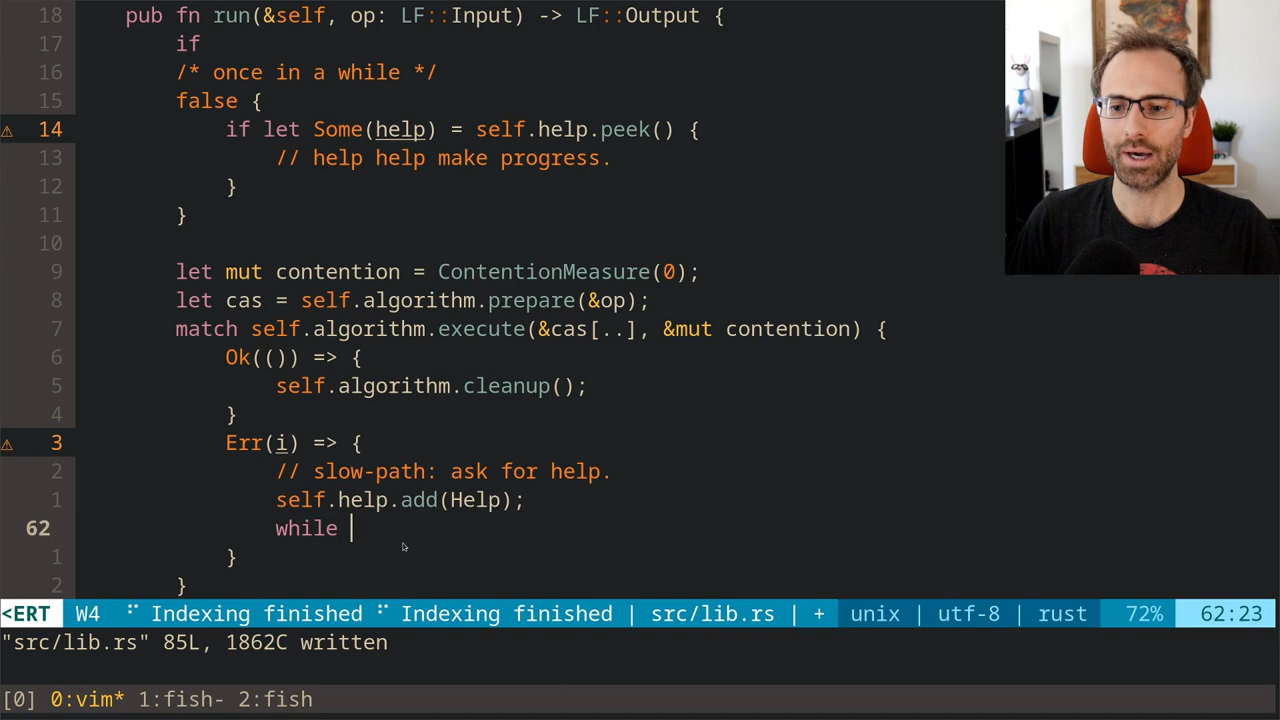 18 pub fn run(&self, op: LF::Input) -> LF::Output {
17 if
16 /* once in a while */
15 false {
⚠ 14 if let Some(help) = self.help.peek() {
13 // help help make progress.
12 }
11 }
10
9 let mut contention = ContentionMeasure(0);
8 let cas = self.algorithm.prepare(&op);
7 match self.algorithm.execute(&cas[..], &mut contention) {
6 Ok(()) => {
5 self.algorithm.cleanup();
4 }
⚠ 3 Err(i) => {
2 // slow-path: ask for help.
1 self.help.add(Help);
62 while
1 }
2 }
<ERT W4 ⠋ Indexing finished ⠋ Indexing finished | src/lib.rs | + unix | utf-8 | rust 72% 62:23
"src/lib.rs" 85L, 1862C written
[0] 0:vim* 1:fish- 2:fish